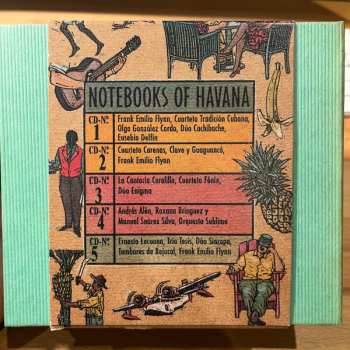 NOTEBOOKS OF HAVANA
CD-Nº 1
Frank Emilio Flynn, Cuarteto Tradición Cubana,
Olga González Cordo, Dúo Cachibache,
Eusebio Delfín
CD-Nº 2
Cuarteto Carenas, Clave y Guaguancó,
Frank Emilio Flynn
CD-Nº 3
La Cantoría Coralillo, Cuarteto Fénix,
Dúo Enigma
CD-Nº 4
Andrés Alén, Roxana Bringuez y
Manuel Suárez Silva, Orquesta Sublime
CD-Nº 5
Ernesto Lecuona, Trío Tesis, Dúo Siacapa,
Tambores de Bejucal, Frank Emilio Flynn